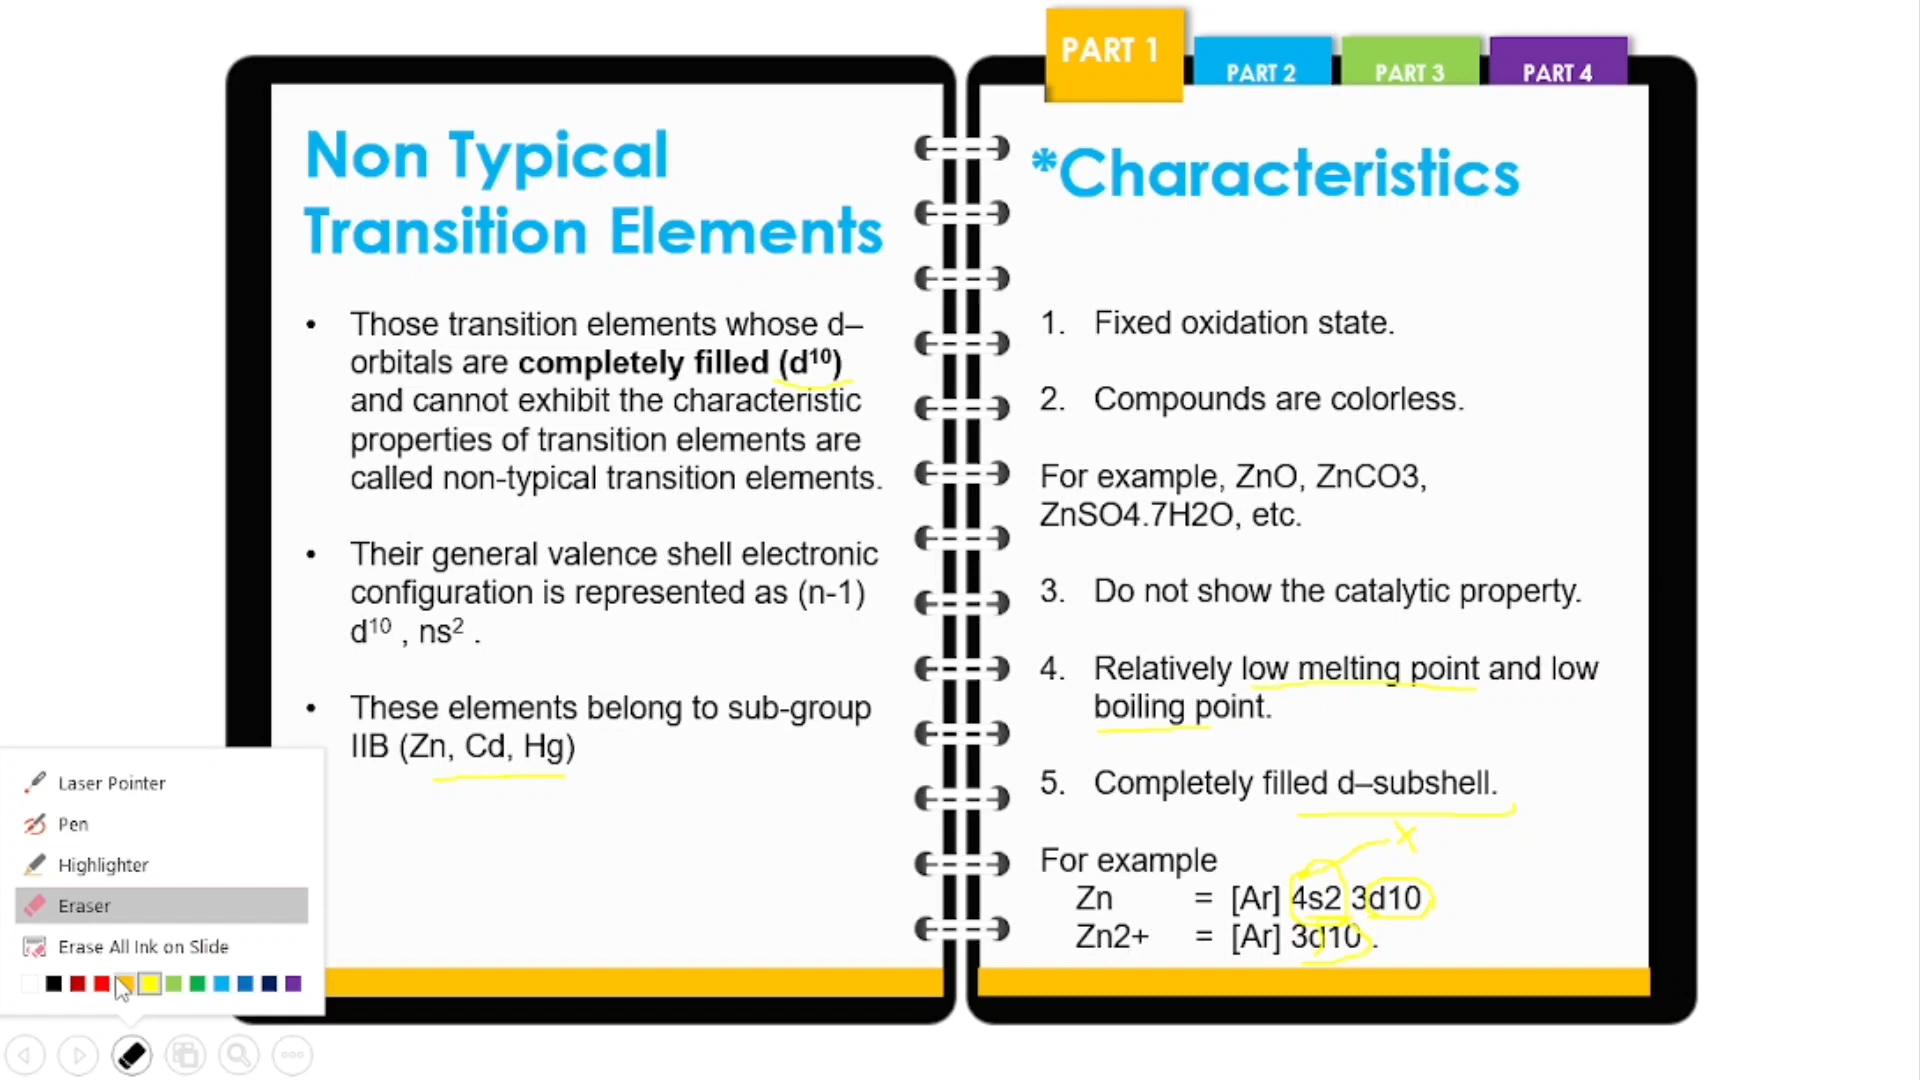 PART 1
PART 2
PART 3
PART 4
Non Typical
Transition Elements
• Those transition elements whose d–
orbitals are completely filled (d¹⁰)
and cannot exhibit the characteristic
properties of transition elements are
called non-typical transition elements.
• Their general valence shell electronic
configuration is represented as (n-1)
d¹⁰ , ns² .
• These elements belong to sub-group
IIB (Zn, Cd, Hg)
*Characteristics
1. Fixed oxidation state.
2. Compounds are colorless.
For example, ZnO, ZnCO3,
ZnSO4.7H2O, etc.
3. Do not show the catalytic property.
4. Relatively low melting point and low
boiling point.
5. Completely filled d–subshell.
x
For example
Zn = [Ar] 4s2 3d10
Zn2+ = [Ar] 3d10 .
Laser Pointer
Pen
Highlighter
Eraser
Erase All Ink on Slide